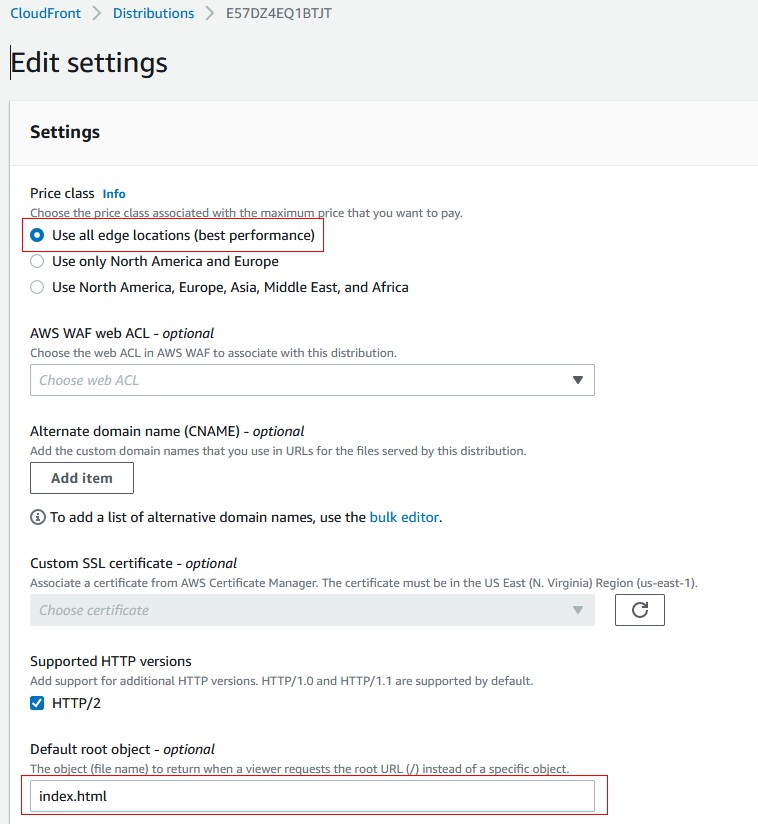 CloudFront > Distributions > E57DZ4EQ1BTJT
Edit settings
Settings
Price class Info
Choose the price class associated with the maximum price that you want to pay.
Use all edge locations (best performance)
Use only North America and Europe
Use North America, Europe, Asia, Middle East, and Africa
AWS WAF web ACL - optional
Choose the web ACL in AWS WAF to associate with this distribution.
Choose web ACL
Alternate domain name (CNAME) - optional
Add the custom domain names that you use in URLs for the files served by this distribution.
Add item
To add a list of alternative domain names, use the bulk editor.
Custom SSL certificate - optional
Associate a certificate from AWS Certificate Manager. The certificate must be in the US East (N. Virginia) Region (us-east-1).
Choose certificate
Supported HTTP versions
Add support for additional HTTP versions. HTTP/1.0 and HTTP/1.1 are supported by default.
HTTP/2
Default root object - optional
The object (file name) to return when a viewer requests the root URL (/) instead of a specific object.
index.html